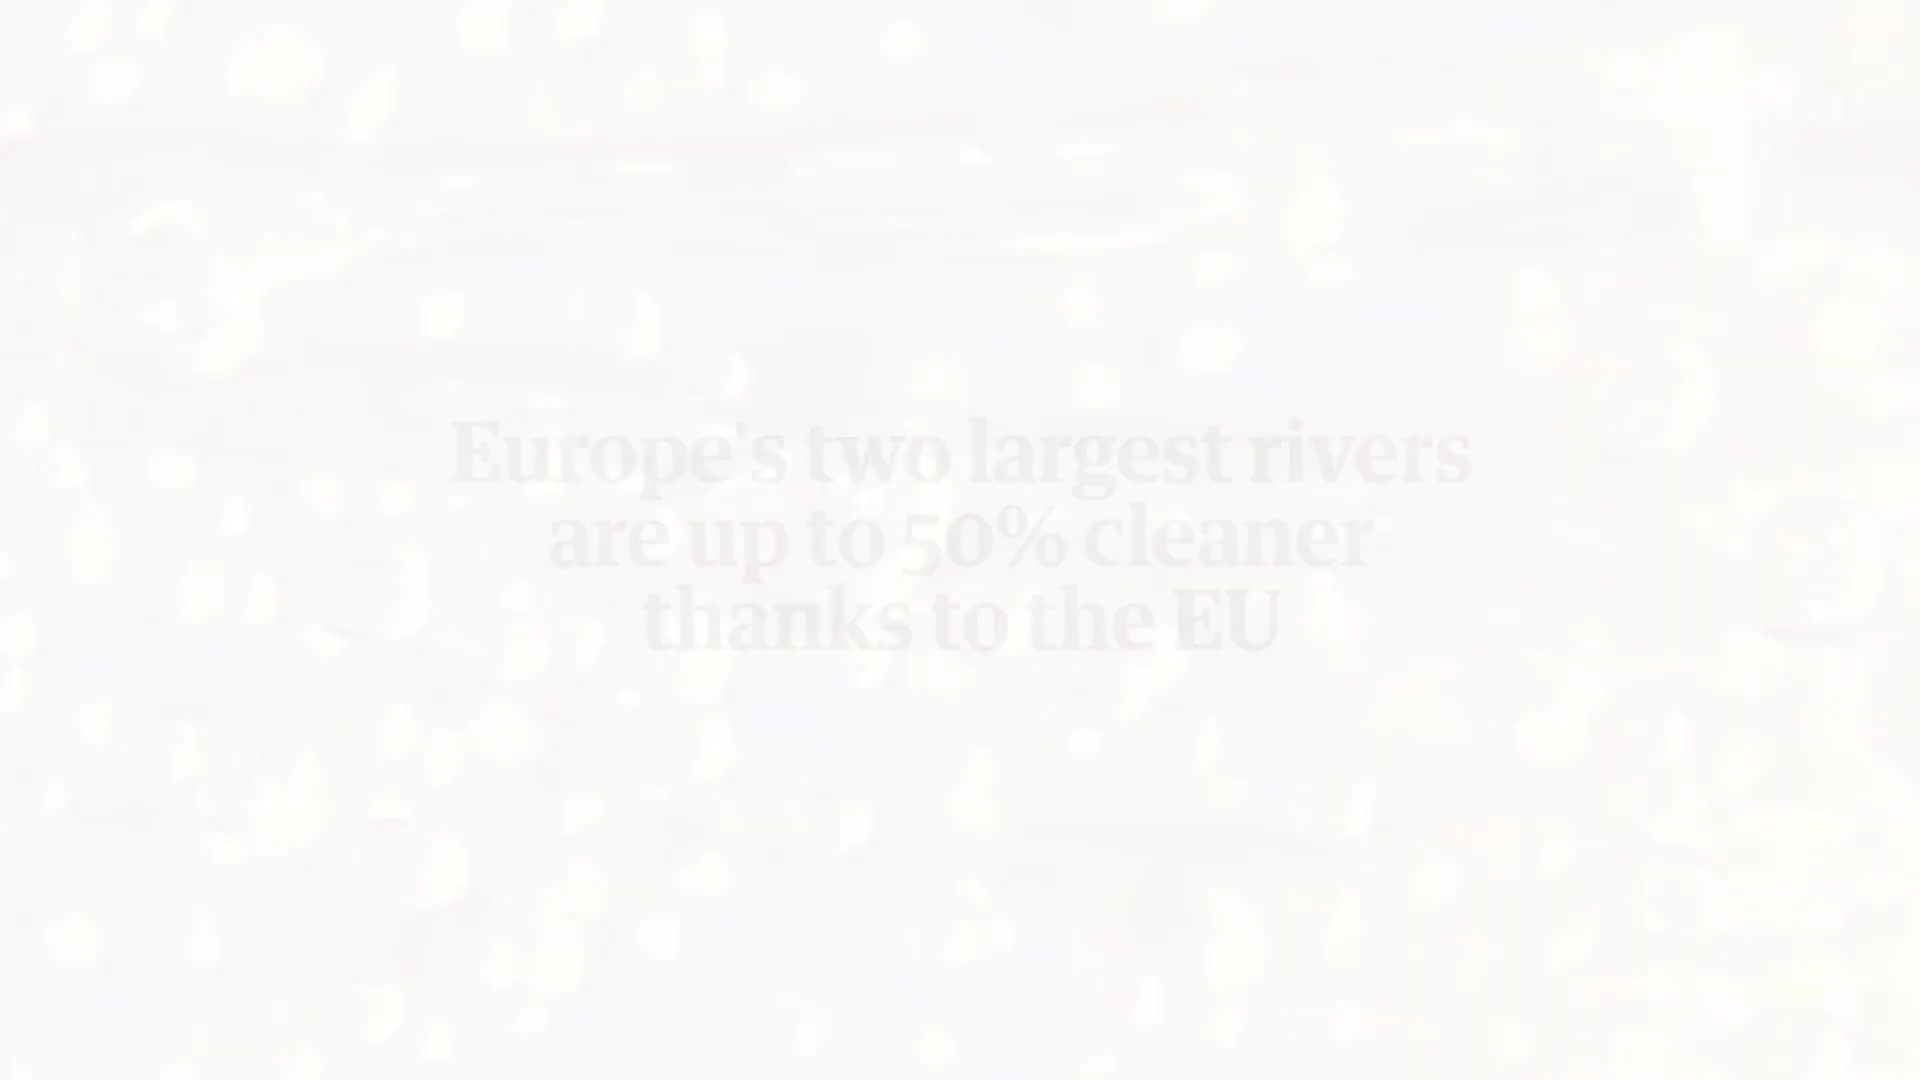 Europe's two largest rivers
are up to 50% cleaner
thanks to the EU